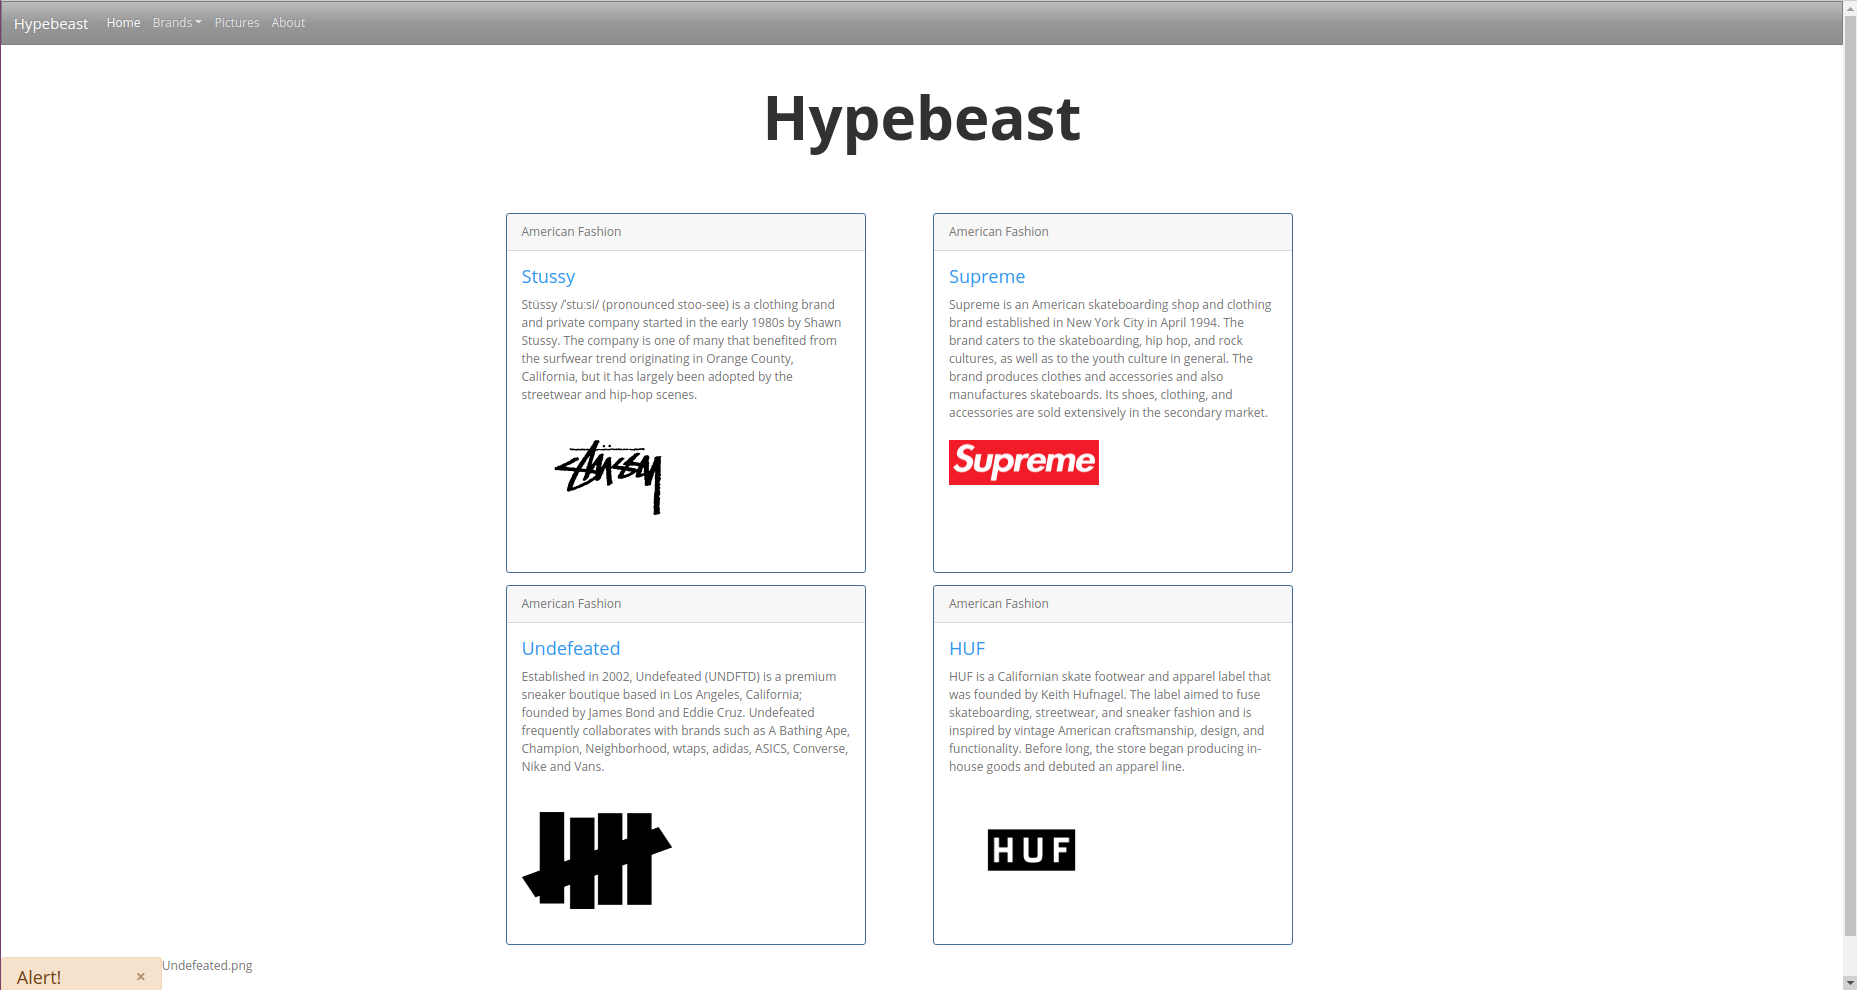 Hypebeast Home Brands Pictures About
Hypebeast
American Fashion
Stussy
Stüssy /ˈstuːsi/ (pronounced stoo-see) is a clothing brand
and private company started in the early 1980s by Shawn
Stussy. The company is one of many that benefited from
the surfwear trend originating in Orange County,
California, but it has largely been adopted by the
streetwear and hip-hop scenes.
Stüssy
American Fashion
Supreme
Supreme is an American skateboarding shop and clothing
brand established in New York City in April 1994. The
brand caters to the skateboarding, hip hop, and rock
cultures, as well as to the youth culture in general. The
brand produces clothes and accessories and also
manufactures skateboards. Its shoes, clothing, and
accessories are sold extensively in the secondary market.
Supreme
American Fashion
Undefeated
Established in 2002, Undefeated (UNDFTD) is a premium
sneaker boutique based in Los Angeles, California;
founded by James Bond and Eddie Cruz. Undefeated
frequently collaborates with brands such as A Bathing Ape,
Champion, Neighborhood, wtaps, adidas, ASICS, Converse,
Nike and Vans.
American Fashion
HUF
HUF is a Californian skate footwear and apparel label that
was founded by Keith Hufnagel. The label aimed to fuse
skateboarding, streetwear, and sneaker fashion and is
inspired by vintage American craftsmanship, design, and
functionality. Before long, the store began producing in-
house goods and debuted an apparel line.
HUF
Alert! ×
Undefeated.png